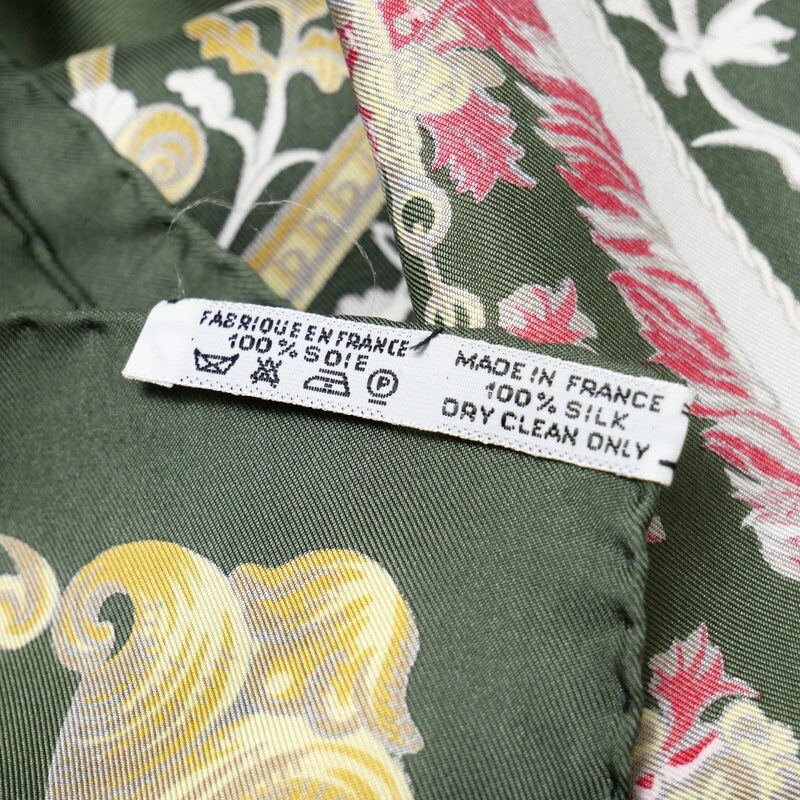 FABRIQUE EN FRANCE
100% SOIE
P
MADE IN FRANCE
100% SILK
DRY CLEAN ONLY